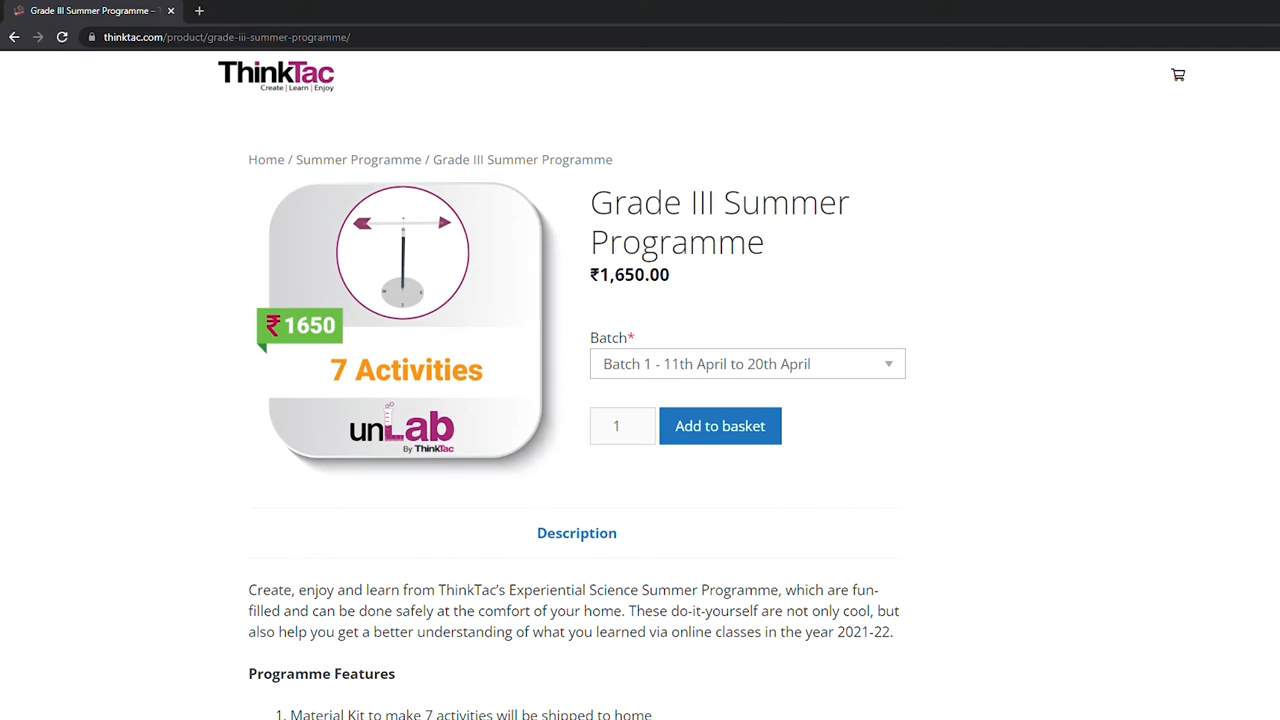 Grade III Summer Programme –
thinktac.com/product/grade-iii-summer-programme/
ThinkTac
Create | Learn | Enjoy
Home / Summer Programme / Grade III Summer Programme
Grade III Summer
Programme
₹1,650.00
₹ 1650
7 Activities
unLab
By ThinkTac
Batch*
Batch 1 - 11th April to 20th April
1
Add to basket
Description
Create, enjoy and learn from ThinkTac’s Experiential Science Summer Programme, which are fun-
filled and can be done safely at the comfort of your home. These do-it-yourself are not only cool, but
also help you get a better understanding of what you learned via online classes in the year 2021-22.
Programme Features
1. Material Kit to make 7 activities will be shipped to home